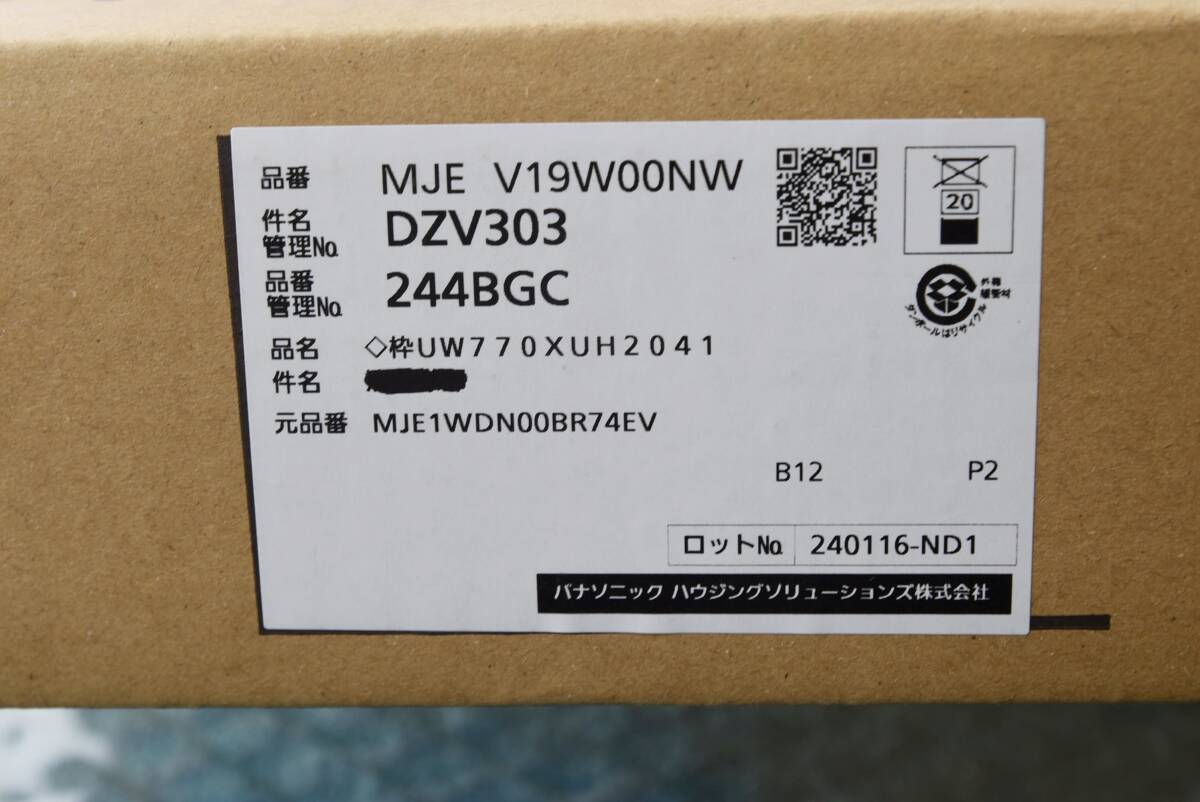 品番 MJE V19W00NW
件名管理No. DZV303
品番管理No. 244BGC
品名 ◇枠UW770XUH2041
件名
元品番 MJE1WDN00BR74EV
B12 P2
ロットNo. 240116-ND1
パナソニック ハウジングソリューションズ株式会社
20
外箱
ダンボールはリサイクル